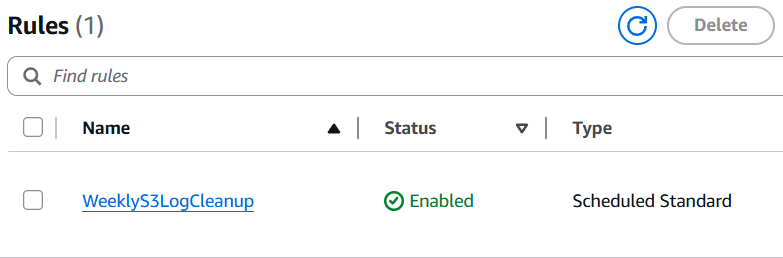 Rules (1)
Delete
Find rules
Name Status Type
WeeklyS3LogCleanup Enabled Scheduled Standard